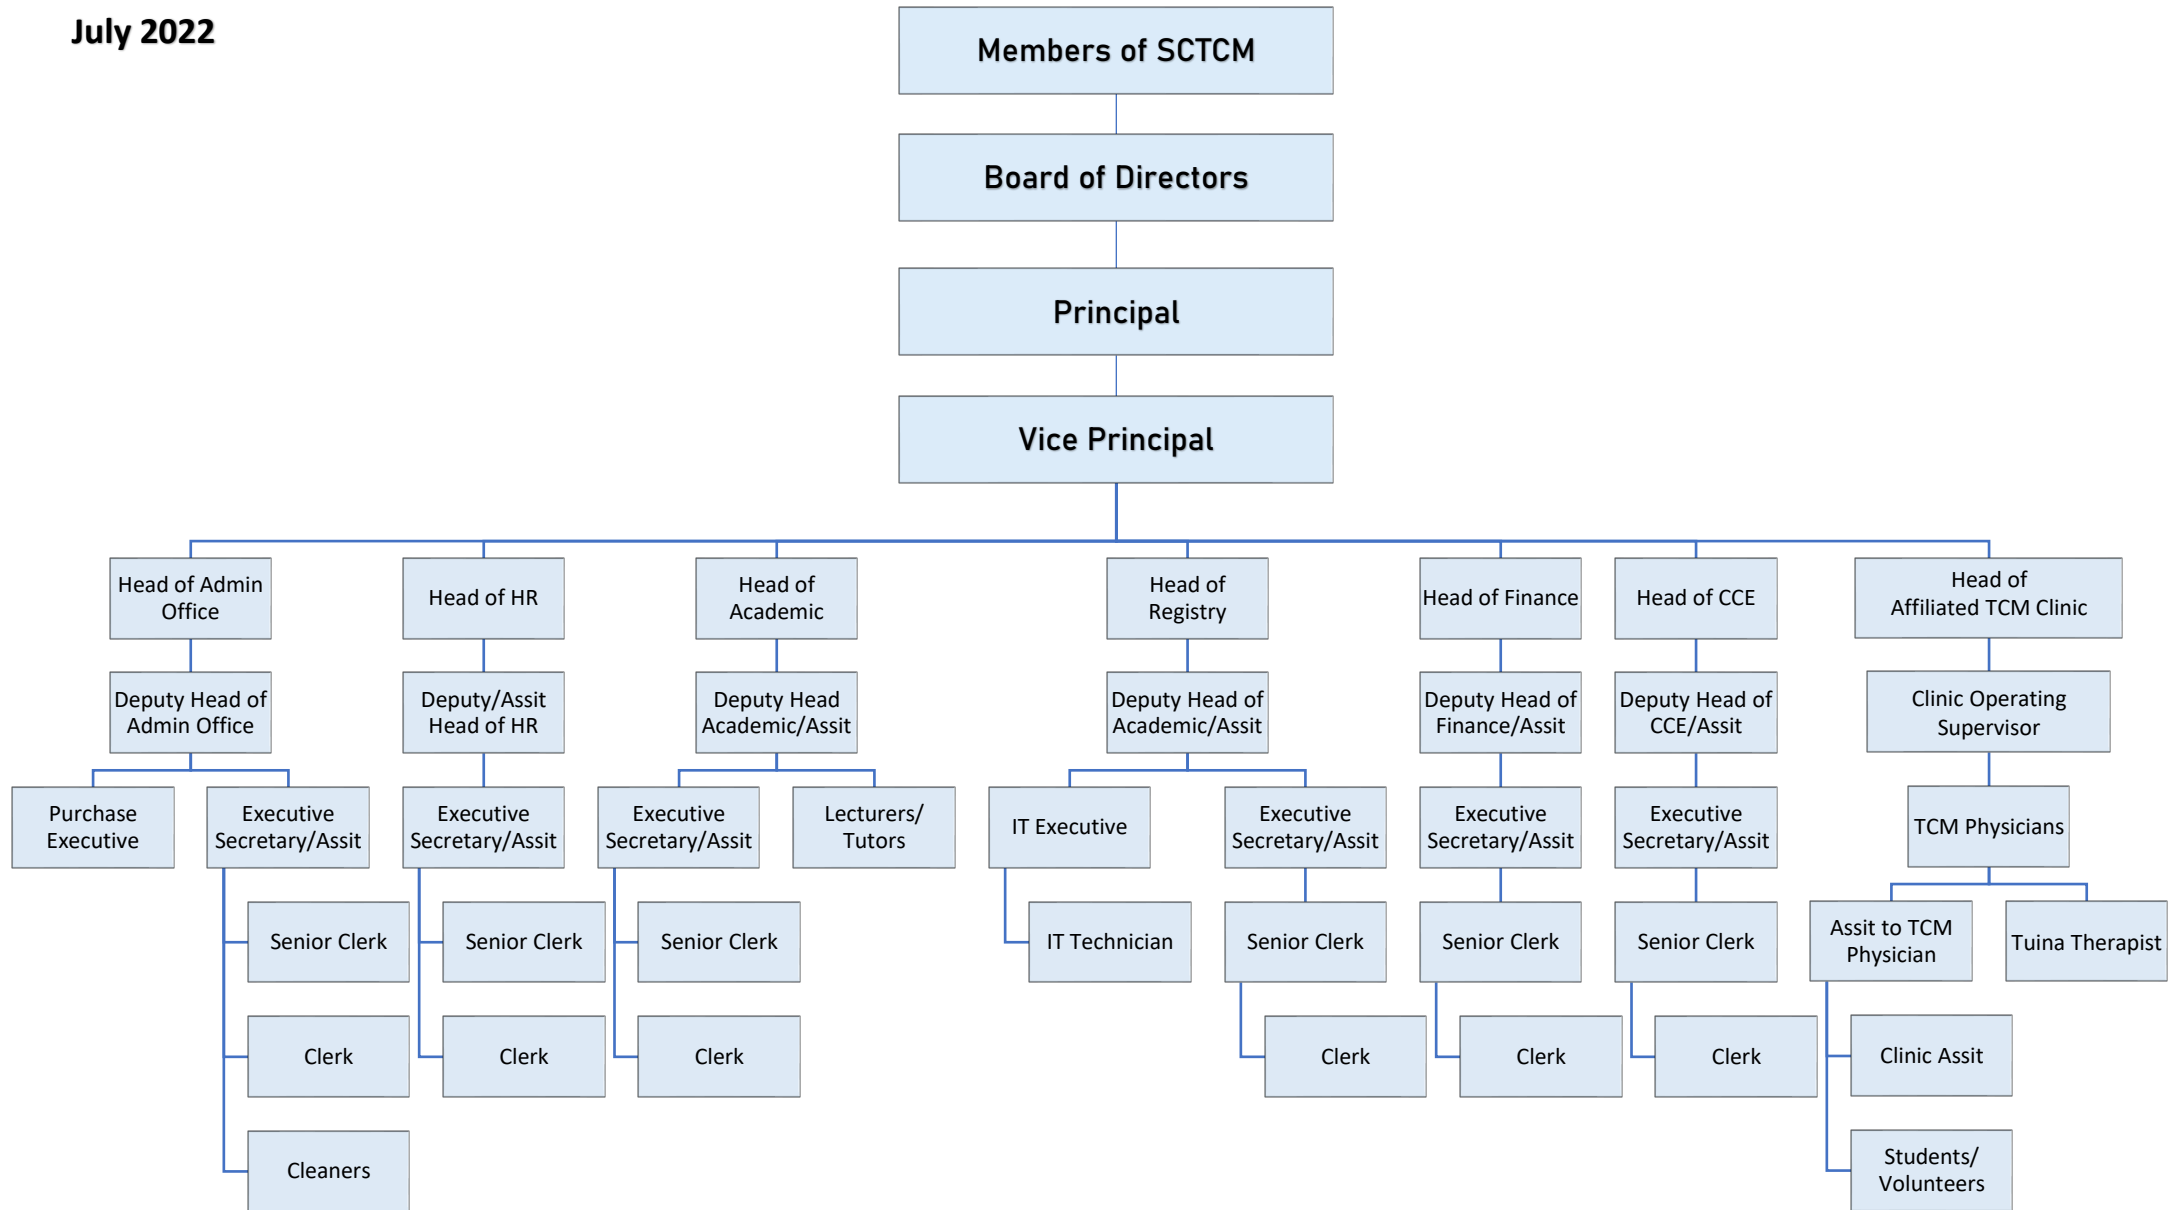 July 2022
Members of SCTCM
Board of Directors
Principal
Vice Principal
Head of Admin
Office
Head of HR
Head of
Academic
Head of
Registry
Head of Finance
Head of CCE
Head of
Affiliated TCM Clinic
Deputy Head of
Admin Office
Deputy/Assit
Head of HR
Deputy Head
Academic/Assit
Deputy Head of
Academic/Assit
Deputy Head of
Finance/Assit
Deputy Head of
CCE/Assit
Clinic Operating
Supervisor
Purchase
Executive
Executive
Secretary/Assit
Executive
Secretary/Assit
Executive
Secretary/Assit
Lecturers/
Tutors
IT Executive
Executive
Secretary/Assit
Executive
Secretary/Assit
Executive
Secretary/Assit
TCM Physicians
Senior Clerk
Senior Clerk
Senior Clerk
IT Technician
Senior Clerk
Senior Clerk
Senior Clerk
Assit to TCM
Physician
Tuina Therapist
Clerk
Clerk
Clerk
Clerk
Clerk
Clerk
Clinic Assit
Cleaners
Students/
Volunteers